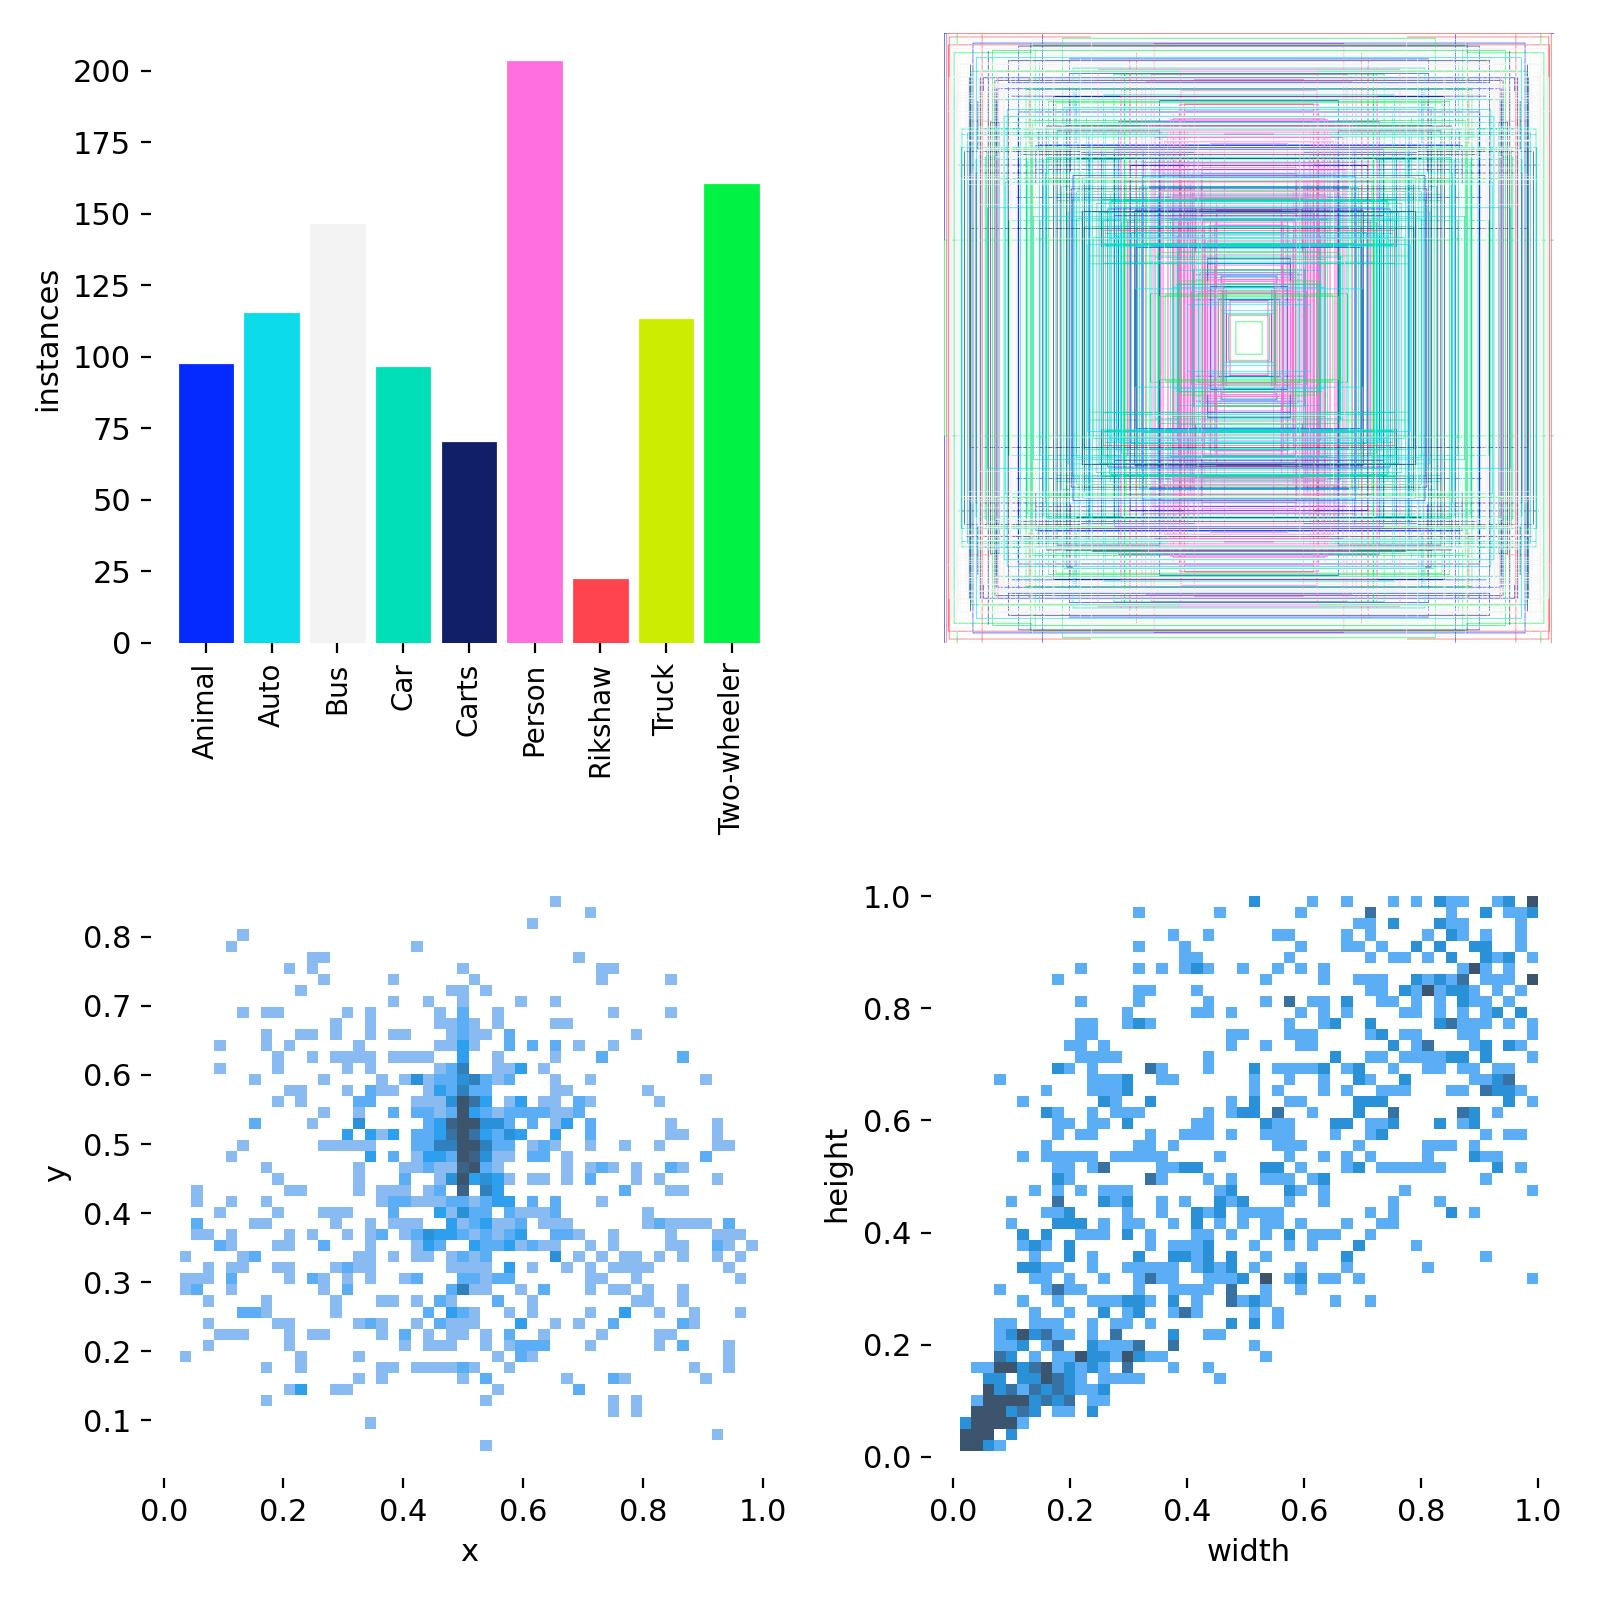 instances
200
175
150
125
100
75
50
25
0
Animal
Auto
Bus
Car
Carts
Person
Rikshaw
Truck
Two-wheeler
y
0.8
0.7
0.6
0.5
0.4
0.3
0.2
0.1
0.0 0.2 0.4 0.6 0.8 1.0
x
height
1.0
0.8
0.6
0.4
0.2
0.0
0.0 0.2 0.4 0.6 0.8 1.0
width